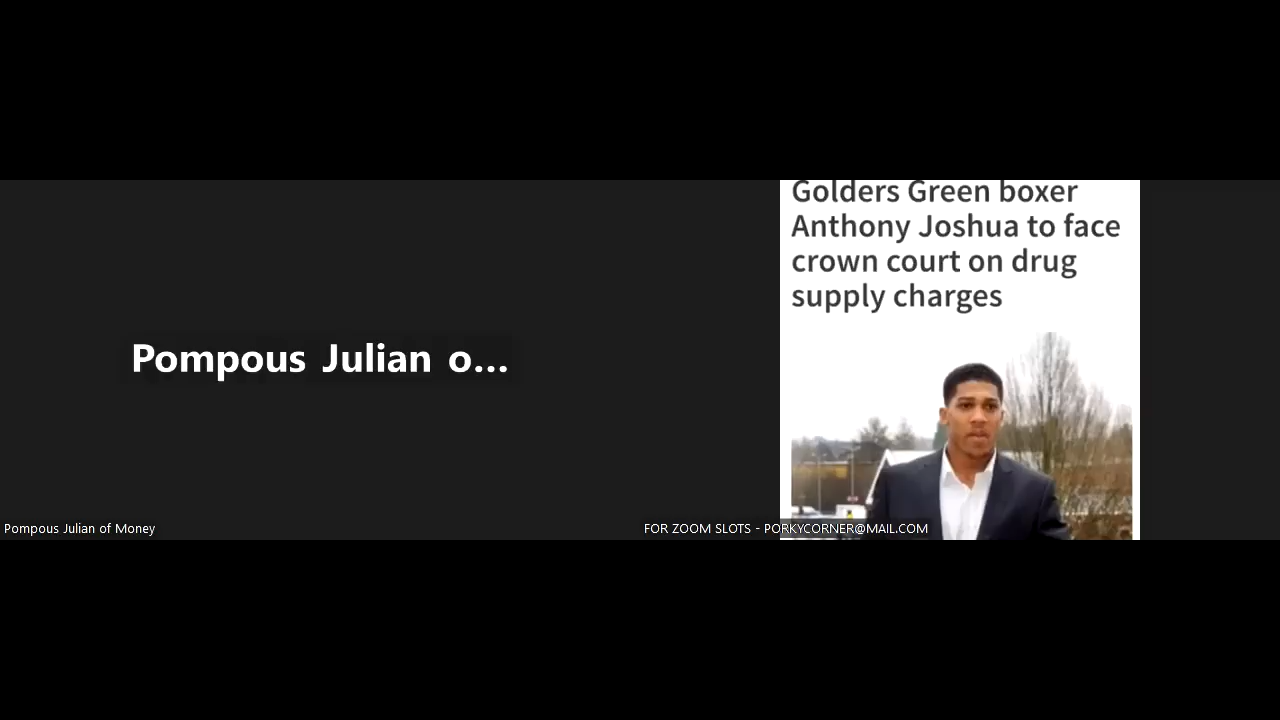 Golders Green boxer
Anthony Joshua to face
crown court on drug
supply charges
Pompous Julian o...
Pompous Julian of Money
FOR ZOOM SLOTS - PORKYCORNER@MAIL.COM